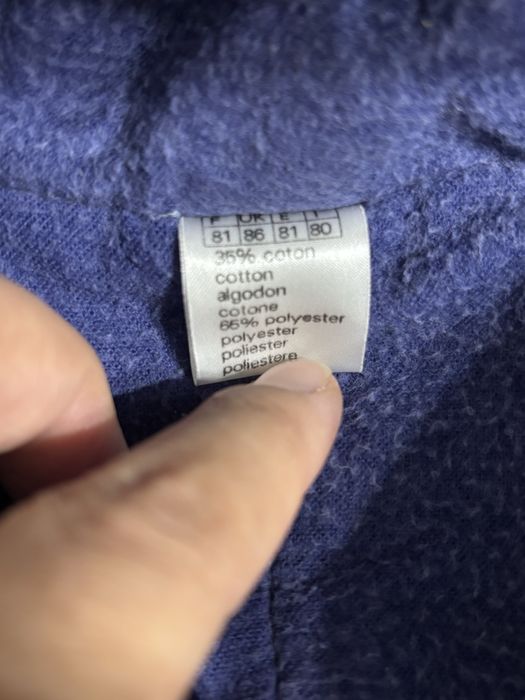 F UK E I
81 86 81 80
35% coton
cotton
algodon
cotone
65% polyester
polyester
poliester
poliestere